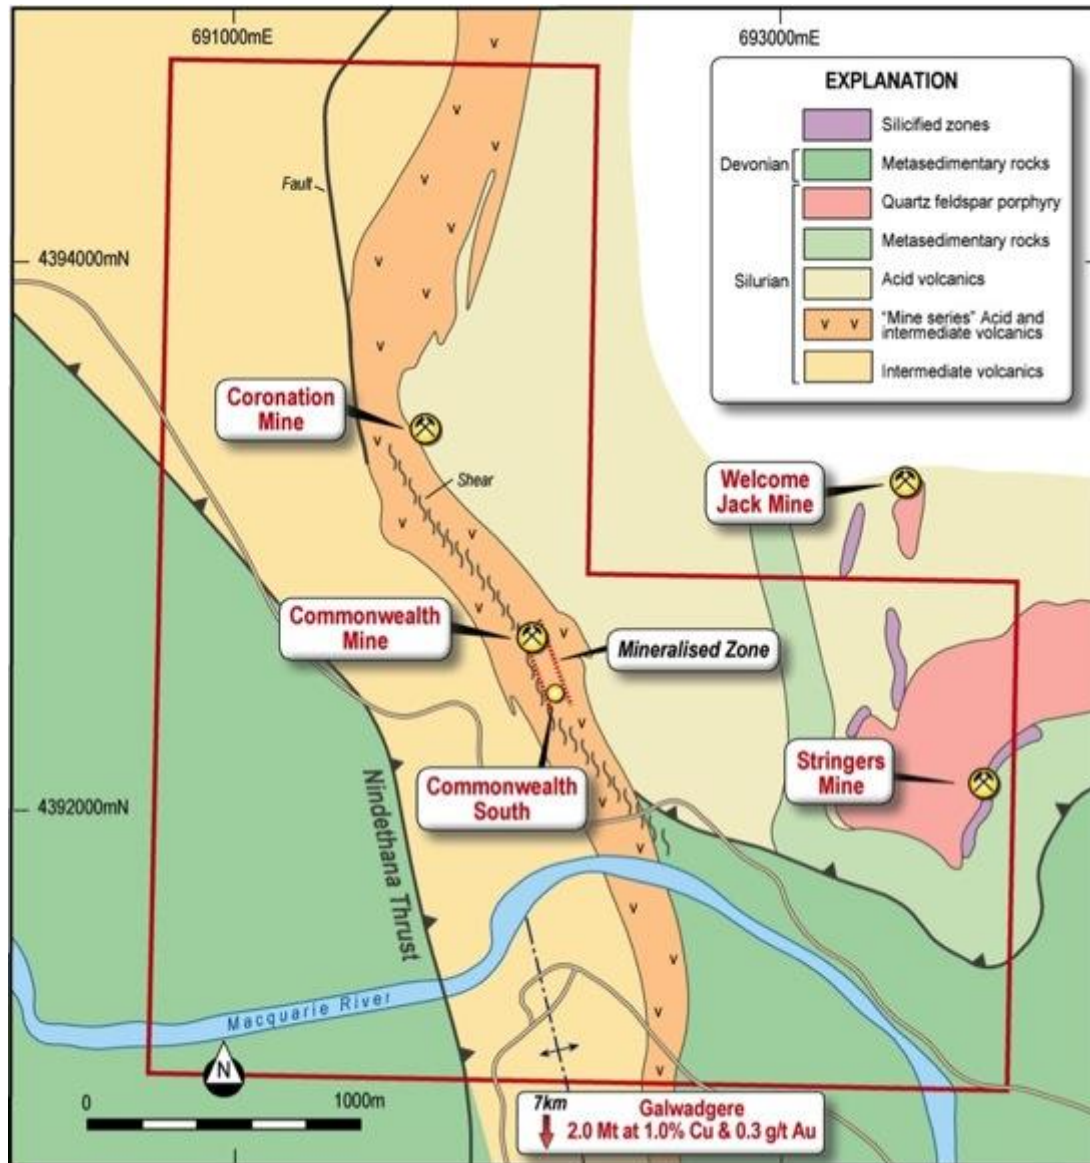 691000mE
693000mE
EXPLANATION
Silicified zones
Devonian
Metasedimentary rocks
Quartz feldspar porphyry
Metasedimentary rocks
Silurian
Acid volcanics
v v
"Mine series" Acid and
intermediate volcanics
Intermediate volcanics
Fault
4394000mN
Coronation
Mine
Shear
Welcome
Jack Mine
Commonwealth
Mine
Mineralised Zone
Commonwealth
South
Stringers
Mine
4392000mN
Nindethana Thrust
Macquarie River
N
0
1000m
7km
Galwadgere
2.0 Mt at 1.0% Cu & 0.3 g/t Au